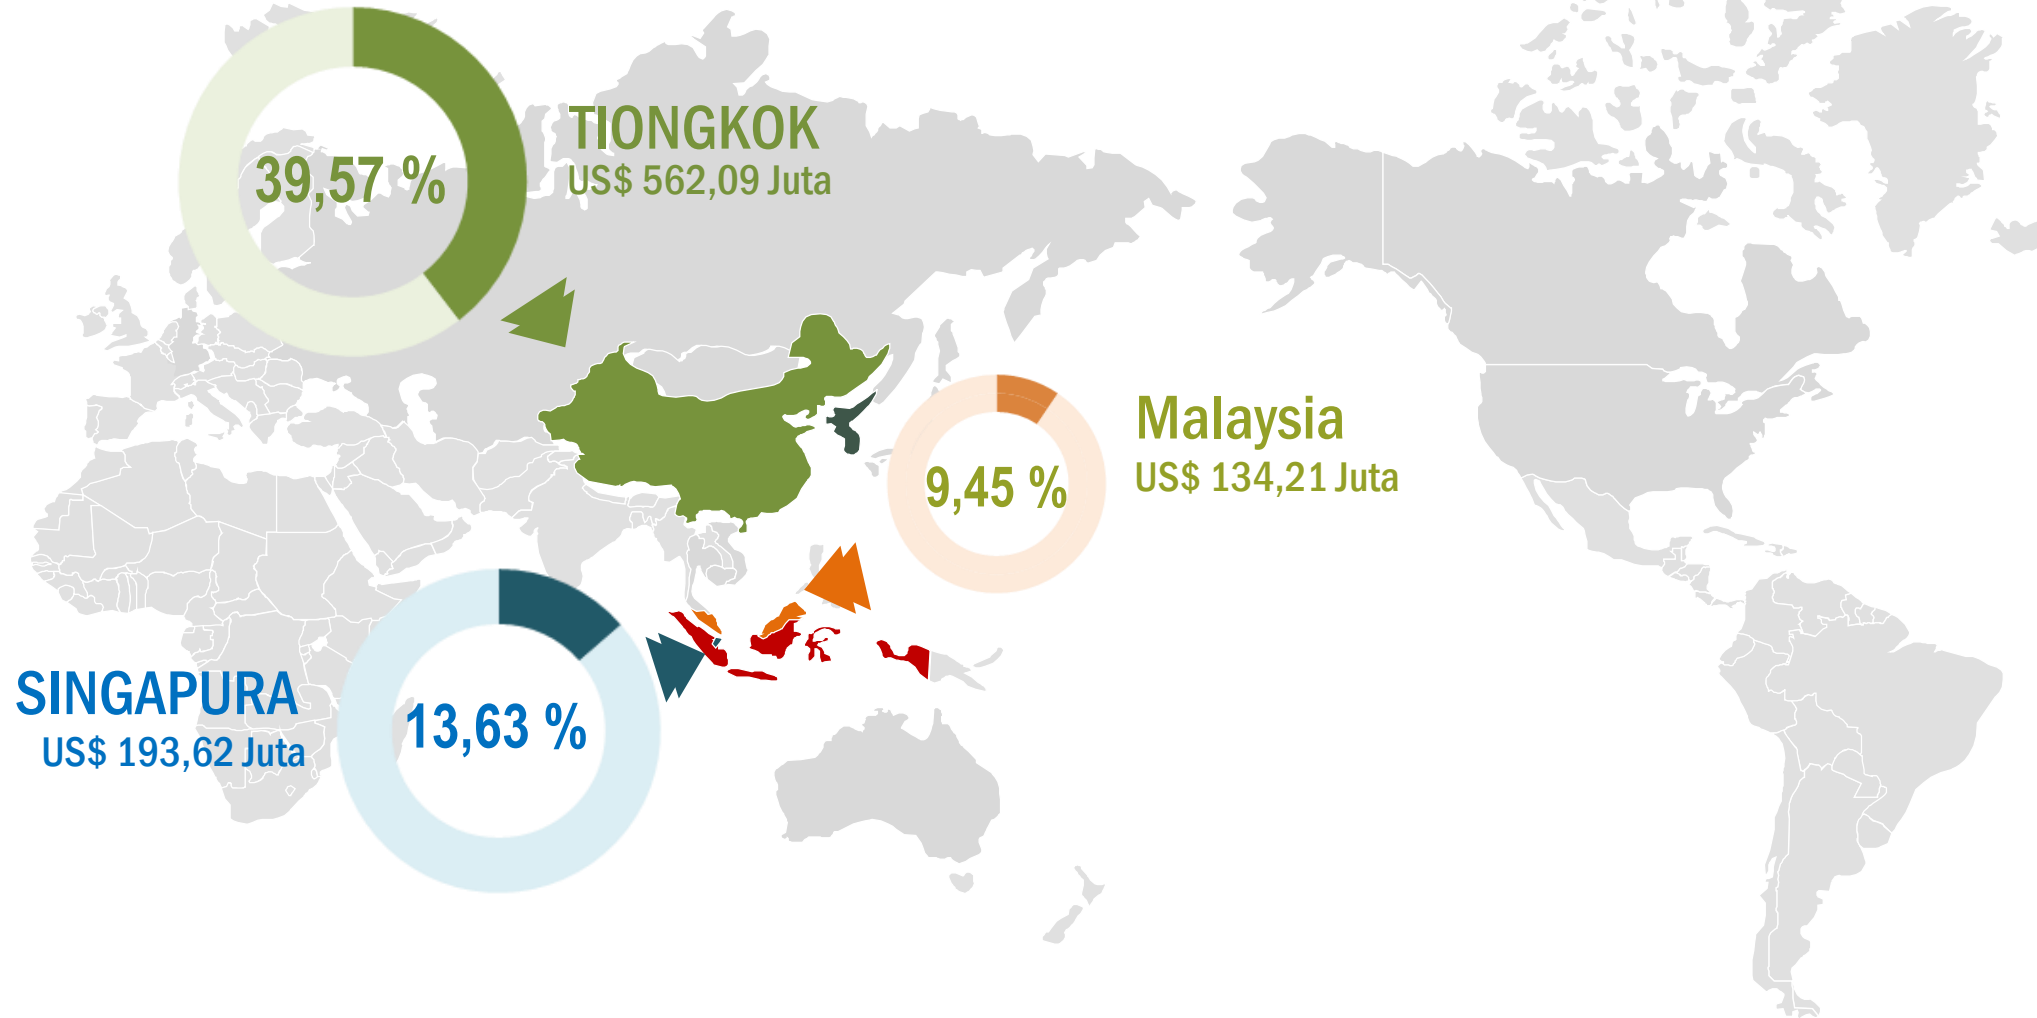 TIONGKOK
US$ 562,09 Juta
39,57 %
Malaysia
US$ 134,21 Juta
9,45 %
SINGAPURA
US$ 193,62 Juta
13,63 %